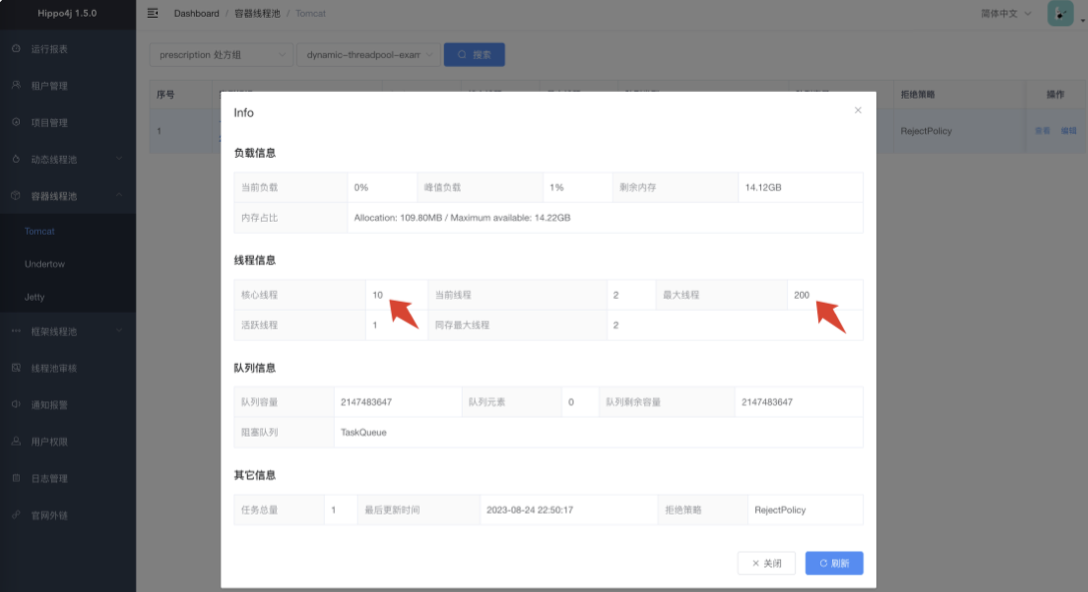 Hippo4j 1.5.0
Dashboard / 容器线程池 / Tomcat
简体中文
运行报表
租户管理
项目管理
动态线程池
容器线程池
Tomcat
Undertow
Jetty
框架线程池
线程池审核
通知报警
用户权限
日志管理
官网外链
prescription 处方组
dynamic-threadpool-exam
搜索
序号 拒绝策略 操作
1 RejectPolicy 查看 编辑
Info
负载信息
当前负载 0% 峰值负载 1% 剩余内存 14.12GB
内存占比 Allocation: 109.80MB / Maximum available: 14.22GB
线程信息
核心线程 10 当前线程 2 最大线程 200
活跃线程 1 同存最大线程 2
队列信息
队列容量 2147483647 队列元素 0 队列剩余容量 2147483647
阻塞队列 TaskQueue
其它信息
任务总量 1 最后更新时间 2023-08-24 22:50:17 拒绝策略 RejectPolicy
关闭 刷新